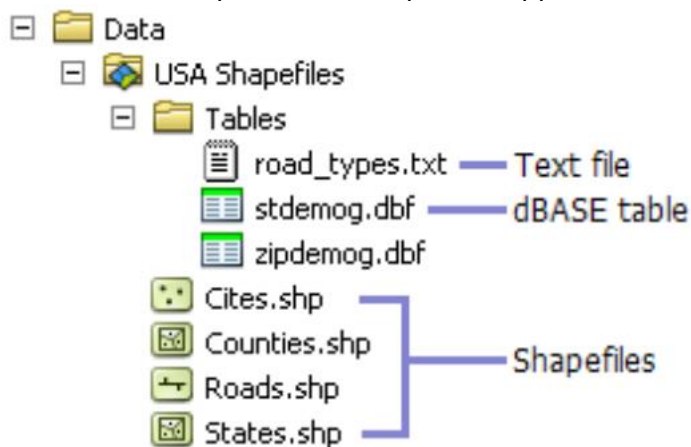 Data
USA Shapefiles
Tables
road_types.txt Text file
stdemog.dbf dBASE table
zipdemog.dbf
Cites.shp
Counties.shp
Shapefiles
Roads.shp
States.shp